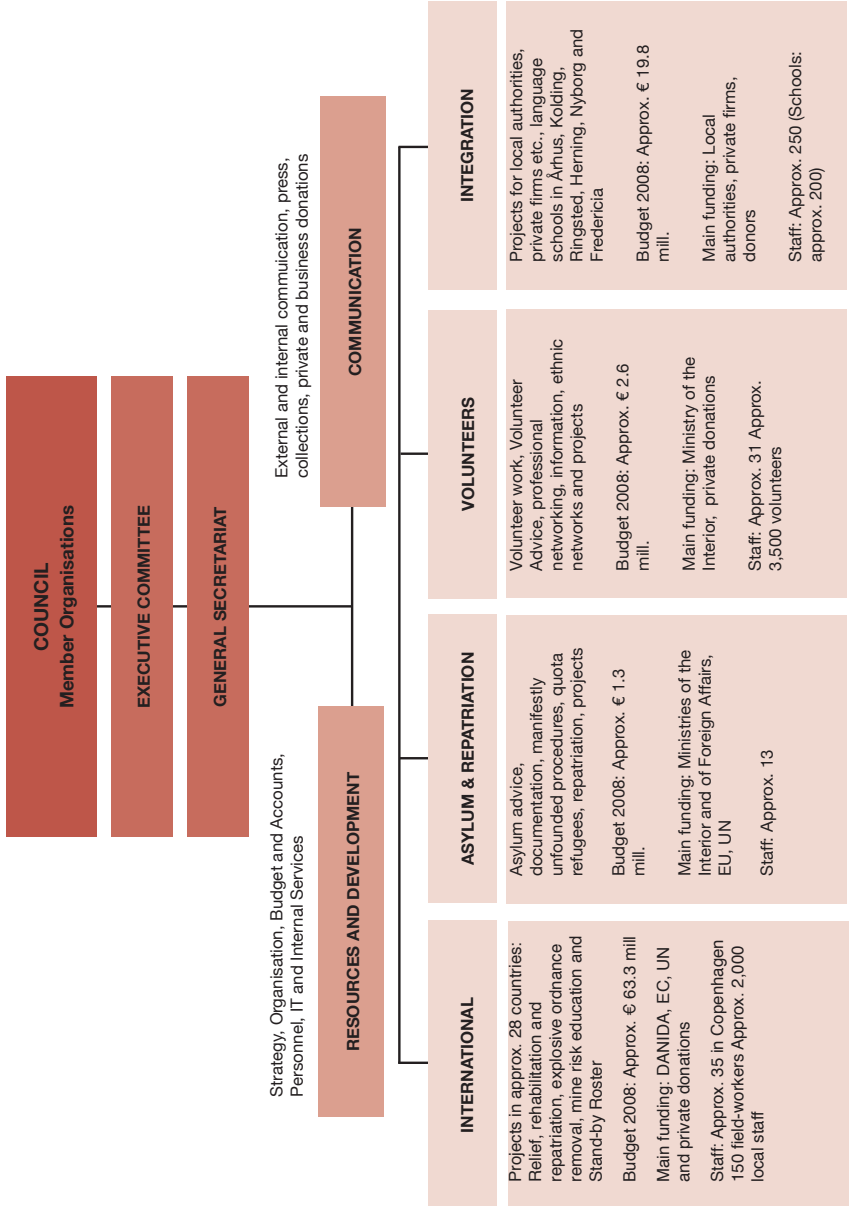 COUNCIL
Member Organisations
EXECUTIVE COMMITTEE
GENERAL SECRETARIAT
Strategy, Organisation, Budget and Accounts,
Personnel, IT and Internal Services
RESOURCES AND DEVELOPMENT
External and internal commuication, press,
collections, private and business donations
COMMUNICATION
INTERNATIONAL
Projects in approx. 28 countries:
Relief, rehabilitation and
repatriation, explosive ordnance
removal, mine risk education and
Stand-by Roster
Budget 2008: Approx. € 63.3 mill
Main funding: DANIDA, EC, UN
and private donations
Staff: Approx. 35 in Copenhagen
150 field-workers Approx. 2,000
local staff
ASYLUM & REPATRIATION
Asylum advice,
documentation, manifestly
unfounded procedures, quota
refugees, repatriation, projects
Budget 2008: Approx. € 1.3
mill.
Main funding: Ministries of the
Interior and of Foreign Affairs,
EU, UN
Staff: Approx. 13
VOLUNTEERS
Volunteer work, Volunteer
Advice, professional
networking, information, ethnic
networks and projects
Budget 2008: Approx. € 2.6
mill.
Main funding: Ministry of the
Interior, private donations
Staff: Approx. 31 Approx.
3,500 volunteers
INTEGRATION
Projects for local authorities,
private firms etc., language
schools in Århus, Kolding,
Ringsted, Herning, Nyborg and
Fredericia
Budget 2008: Approx. € 19.8
mill.
Main funding: Local
authorities, private firms,
donors
Staff: Approx. 250 (Schools:
approx. 200)